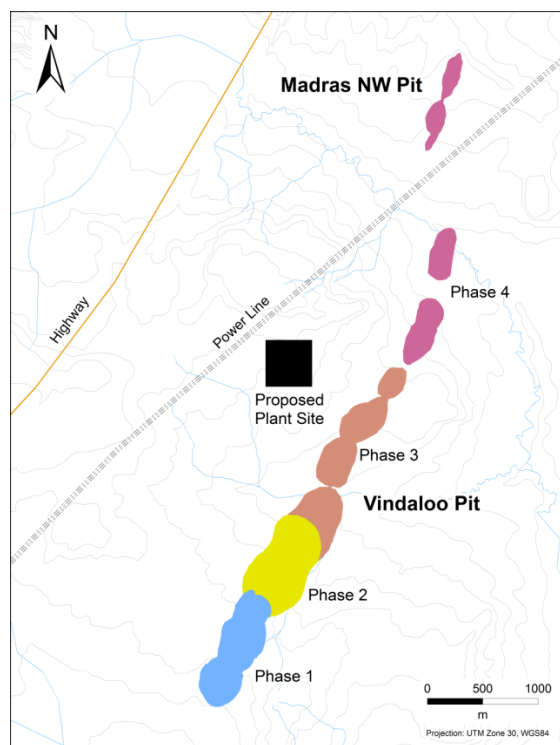 N
Madras NW Pit
Highway
Power Line
Phase 4
Proposed
Plant Site
Phase 3
Vindaloo Pit
Phase 2
Phase 1
0 500 1000
m
Projection: UTM Zone 30, WGS84